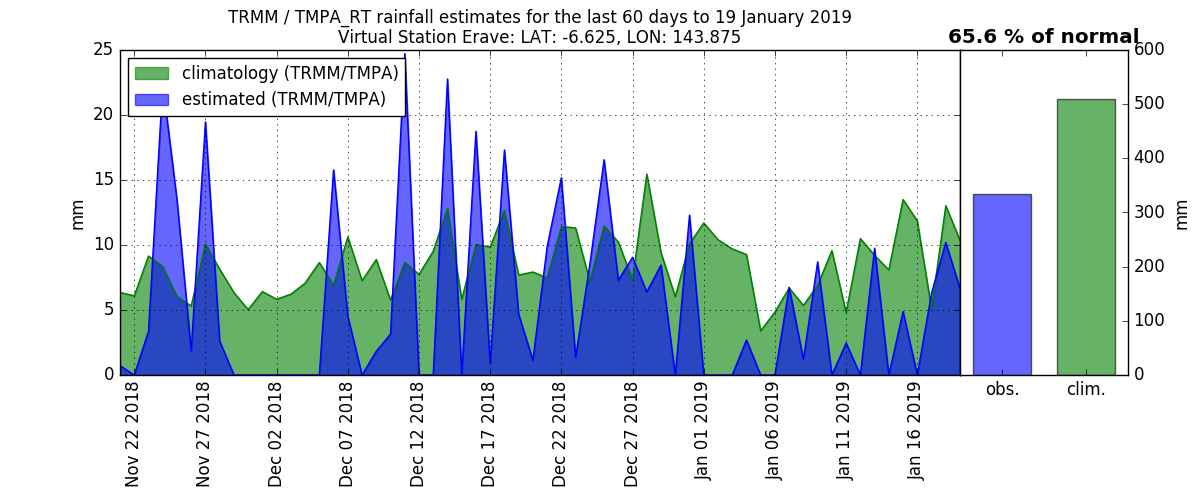 TRMM / TMPA_RT rainfall estimates for the last 60 days to 19 January 2019
Virtual Station Erave: LAT: -6.625, LON: 143.875
65.6 % of normal
climatology (TRMM/TMPA)
estimated (TRMM/TMPA)
mm
25
20
15
10
5
0
Nov 22 2018
Nov 27 2018
Dec 02 2018
Dec 07 2018
Dec 12 2018
Dec 17 2018
Dec 22 2018
Dec 27 2018
Jan 01 2019
Jan 06 2019
Jan 11 2019
Jan 16 2019
obs.
clim.
600
500
400
300
200
100
0
mm